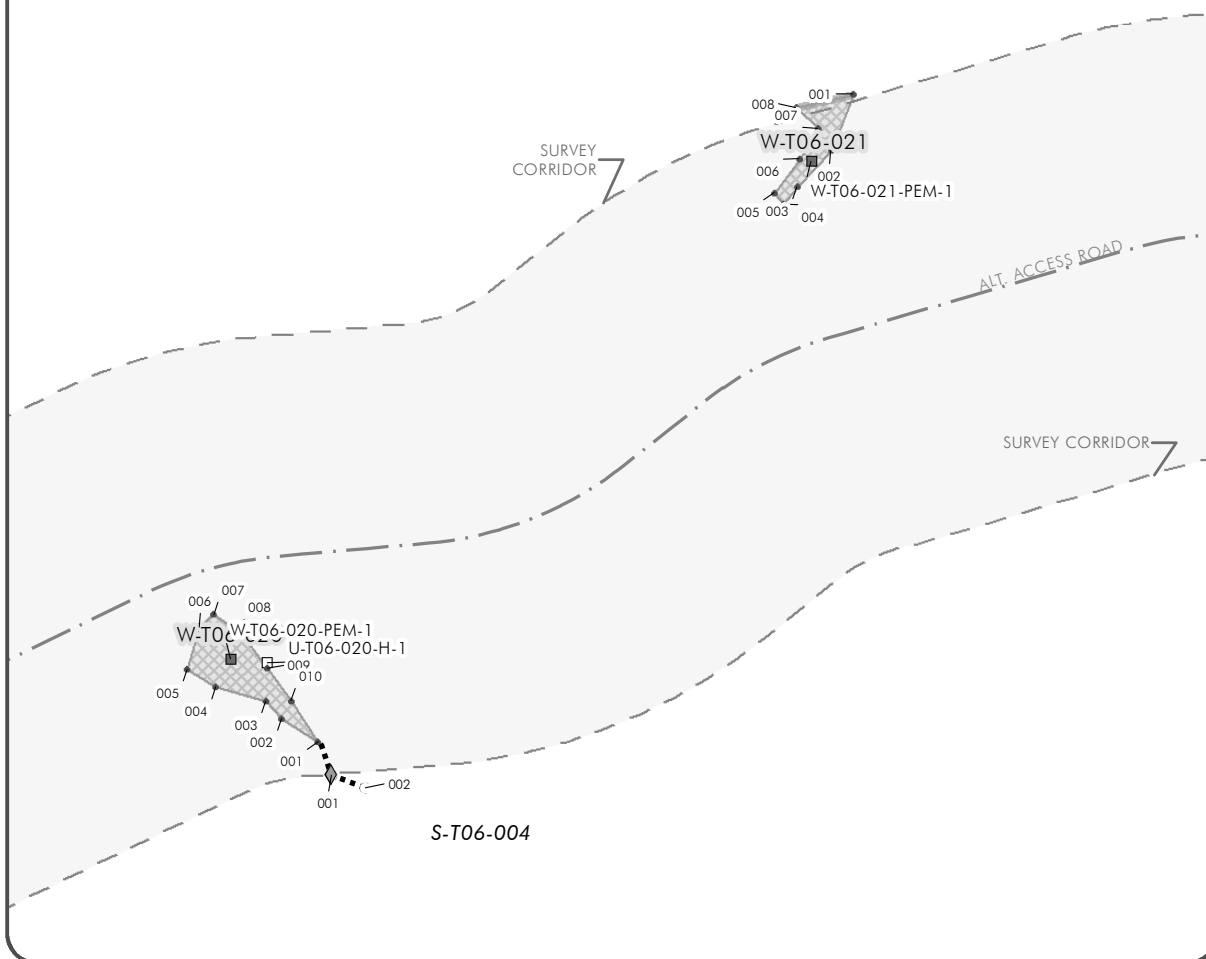 001
008
007
W-T06-021
SURVEY
CORRIDOR
006
002
W-T06-021-PEM-1
005
003
004
ALT. ACCESS ROAD
SURVEY CORRIDOR
007
006
008
W-T06-020
W-T06-020-PEM-1
U-T06-020-H-1
009
010
005
004
003
002
001
002
001
S-T06-004